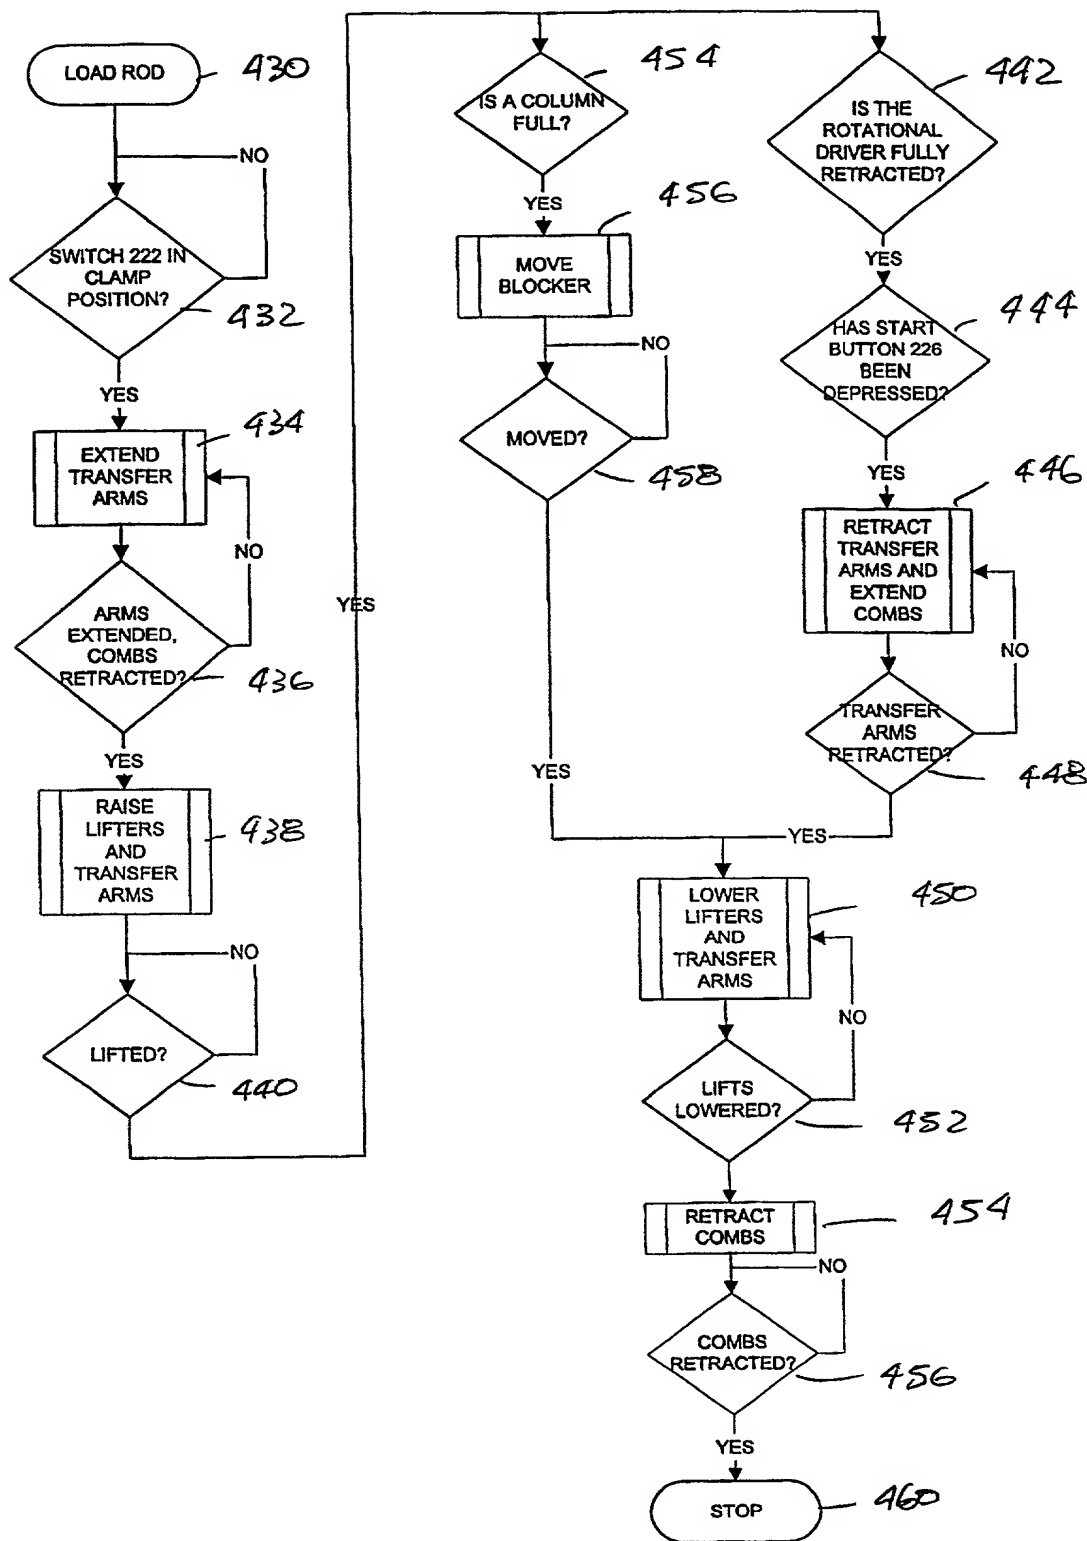 LOAD ROD
430
NO
SWITCH 222 IN
CLAMP
POSITION?
432
YES
EXTEND
TRANSFER
ARMS
434
NO
ARMS
EXTENDED,
COMBS
RETRACTED?
436
YES
RAISE
LIFTERS
AND
TRANSFER
ARMS
438
NO
LIFTED?
440
YES
IS A COLUMN
FULL?
454
YES
MOVE
BLOCKER
456
NO
MOVED?
458
YES
IS THE
ROTATIONAL
DRIVER FULLY
RETRACTED?
442
YES
HAS START
BUTTON 226
BEEN
DEPRESSED?
444
YES
RETRACT
TRANSFER
ARMS AND
EXTEND
COMBS
446
NO
TRANSFER
ARMS
RETRACTED?
448
YES
LOWER
LIFTERS
AND
TRANSFER
ARMS
450
NO
LIFTS
LOWERED?
452
RETRACT
COMBS
454
NO
COMBS
RETRACTED?
456
YES
STOP
460